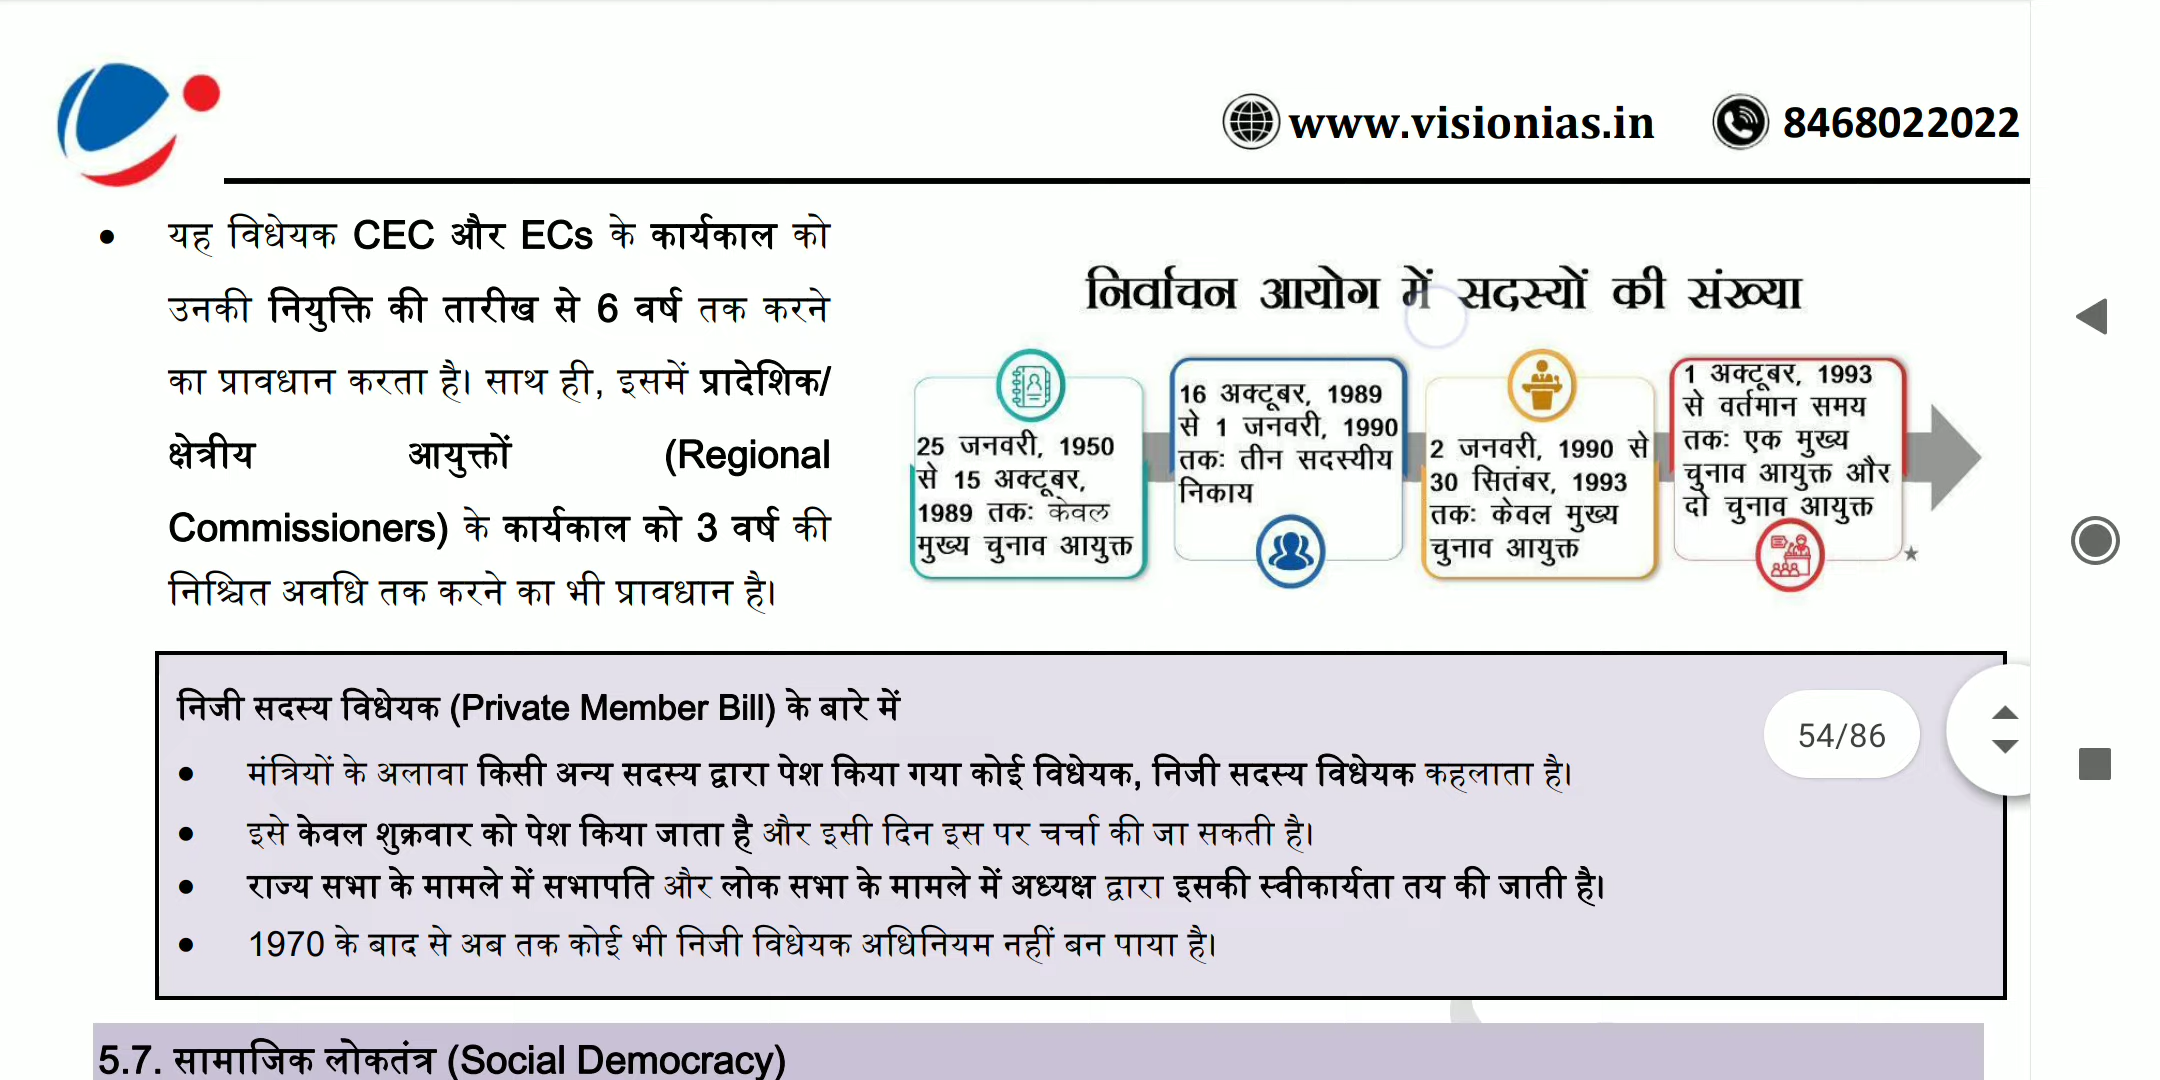 www.visionias.in 8468022022
• यह विधेयक CEC और ECs के कार्यकाल को
उनकी नियुक्ति की तारीख से 6 वर्ष तक करने
का प्रावधान करता है। साथ ही, इसमें प्रादेशिक/
क्षेत्रीय आयुक्तों (Regional
Commissioners) के कार्यकाल को 3 वर्ष की
निश्चित अवधि तक करने का भी प्रावधान है।
निर्वाचन आयोग में सदस्यों की संख्या
25 जनवरी, 1950
से 15 अक्टूबर,
1989 तकः केवल
मुख्य चुनाव आयुक्त
16 अक्टूबर, 1989
से 1 जनवरी, 1990
तकः तीन सदस्यीय
निकाय
2 जनवरी, 1990 से
30 सितंबर, 1993
तकः केवल मुख्य
चुनाव आयुक्त
1 अक्टूबर, 1993
से वर्तमान समय
तकः एक मुख्य
चुनाव आयुक्त और
दो चुनाव आयुक्त
निजी सदस्य विधेयक (Private Member Bill) के बारे में
• मंत्रियों के अलावा किसी अन्य सदस्य द्वारा पेश किया गया कोई विधेयक, निजी सदस्य विधेयक कहलाता है।
• इसे केवल शुक्रवार को पेश किया जाता है और इसी दिन इस पर चर्चा की जा सकती है।
• राज्य सभा के मामले में सभापति और लोक सभा के मामले में अध्यक्ष द्वारा इसकी स्वीकार्यता तय की जाती है।
• 1970 के बाद से अब तक कोई भी निजी विधेयक अधिनियम नहीं बन पाया है।
54/86
5.7. सामाजिक लोकतंत्र (Social Democracy)